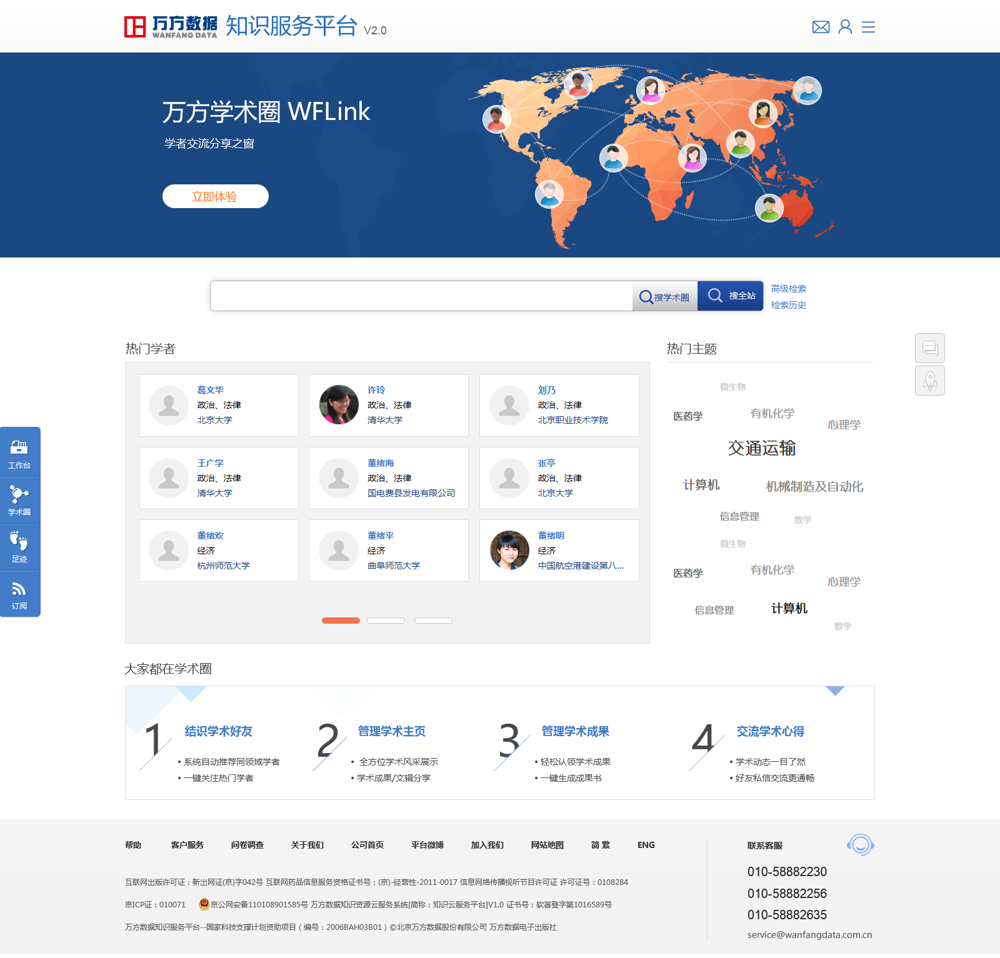 万方数据
WANFANG DATA
知识服务平台 V2.0
万方学术圈 WFLink
学者交流分享之窗
立即体验
搜学术圈
搜全站
高级检索
检索历史
热门学者
葛文华
政治、法律
北京大学
许玲
政治、法律
清华大学
刘乃
政治、法律
北京职业技术学院
王广学
政治、法律
清华大学
董绪海
政治、法律
国电费县发电有限公司
张亭
政治、法律
北京大学
董绪欢
经济
杭州师范大学
董绪平
经济
曲阜师范大学
董绪明
经济
中国航空港建设第八...
热门主题
微生物
医药学
有机化学
心理学
交通运输
计算机
机械制造及自动化
信息管理
数学
微生物
医药学
有机化学
心理学
信息管理
计算机
数学
工作台
学术圈
足迹
订阅
大家都在学术圈
1
结识学术好友
• 系统自动推荐同领域学者
• 一键关注热门学者
2
管理学术主页
• 全方位学术风采展示
• 学术成果/文辑分享
3
管理学术成果
• 轻松认领学术成果
• 一键生成成果书
4
交流学术心得
• 学术动态一目了然
• 好友私信交流更通畅
帮助 客户服务 问卷调查 关于我们 公司首页 平台微博 加入我们 网站地图 简 繁 ENG
互联网出版许可证：新出网证(京)字042号 互联网药品信息服务资格证书号：(京)-经营性-2011-0017 信息网络传播视听节目许可证 许可证号：0108284
京ICP证：010071 京公网安备110108901585号 万方数据知识资源云服务系统[简称：知识云服务平台]V1.0 证书号：软著登字第1016589号
万方数据知识服务平台--国家科技支撑计划资助项目（编号：2006BAH03B01）©北京万方数据股份有限公司 万方数据电子出版社
联系客服
010-58882230
010-58882256
010-58882635
service@wanfangdata.com.cn